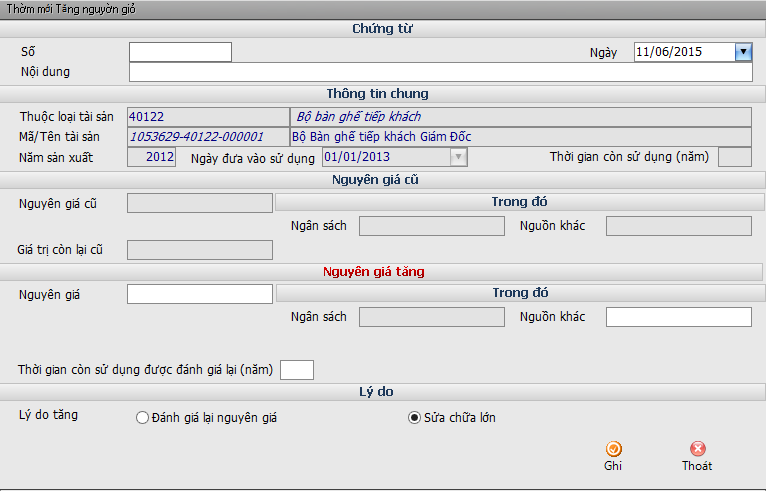 Thờm mới Tăng nguyờn giỏ
Chứng từ
Số
Ngày 11/06/2015
Nội dung
Thông tin chung
Thuộc loại tài sản 40122 Bộ bàn ghế tiếp khách
Mã/Tên tài sản 1053629-40122-000001 Bộ Bàn ghế tiếp khách Giám Đốc
Năm sản xuất 2012 Ngày đưa vào sử dụng 01/01/2013 Thời gian còn sử dụng (năm)
Nguyên giá cũ
Nguyên giá cũ Trong đó
Ngân sách Nguồn khác
Giá trị còn lại cũ
Nguyên giá tăng
Nguyên giá Trong đó
Ngân sách Nguồn khác
Thời gian còn sử dụng được đánh giá lại (năm)
Lý do
Lý do tăng Đánh giá lại nguyên giá Sửa chữa lớn
Ghi Thoát